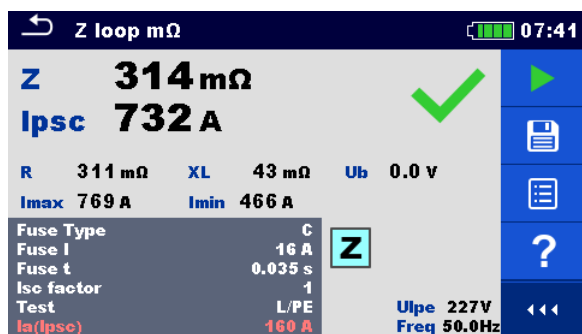 Z loop mΩ 07:41
Z 314 mΩ
Ipsc 732 A
R 311 mΩ XL 43 mΩ Ub 0.0 V
Imax 769 A Imin 466 A
Fuse Type C
Fuse I 16 A
Fuse t 0.035 s
Isc factor 1
Test L/PE
Ia(Ipsc) 160 A
Z
?
Ulpe 227V
Freq 50.0Hz